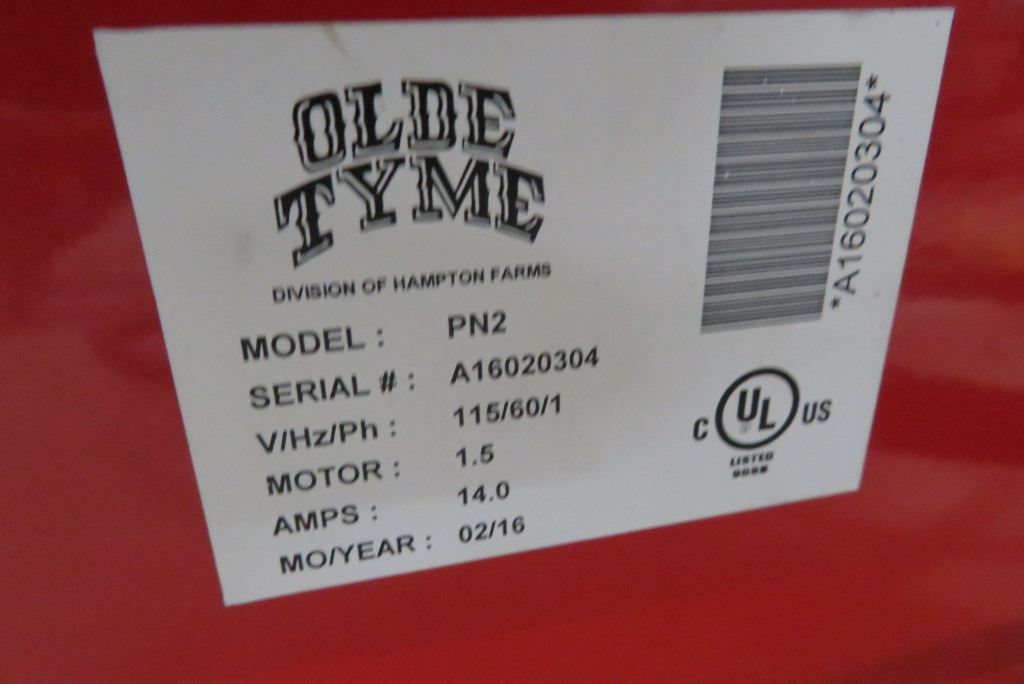 OLDE
TYME
DIVISION OF HAMPTON FARMS
MODEL : PN2
SERIAL # : A16020304
V/Hz/Ph : 115/60/1
MOTOR : 1.5
AMPS : 14.0
MO/YEAR : 02/16
*A16020304*
C UL US
LISTED